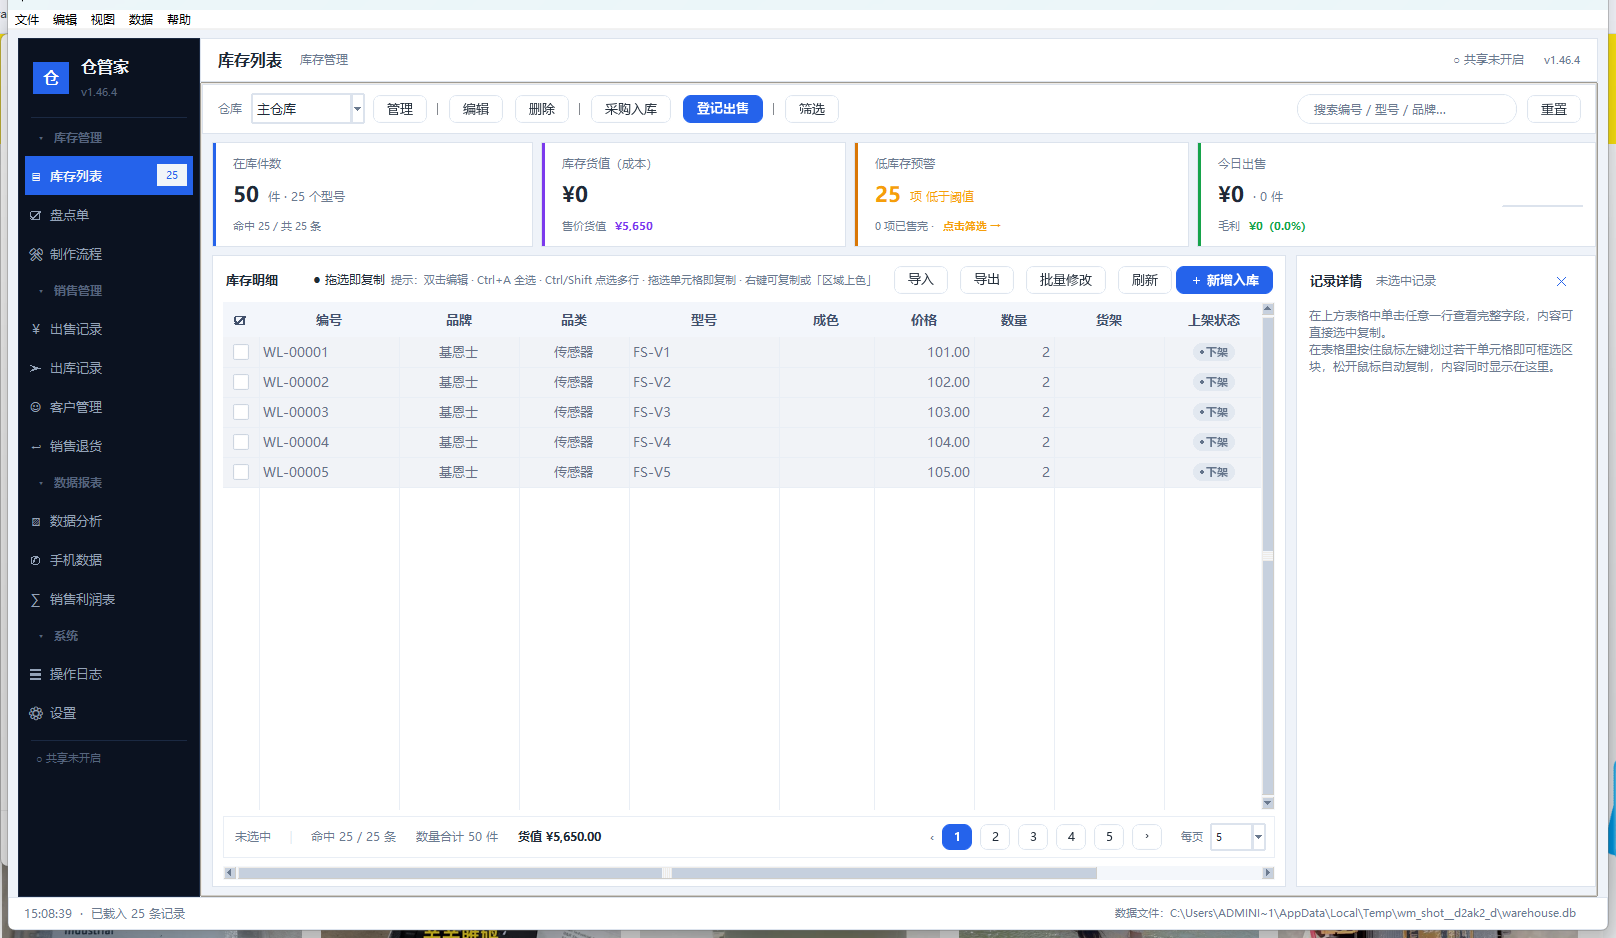 文件 编辑 视图 数据 帮助
仓 仓管家
v1.46.4
· 库存管理
库存列表 25
盘点单
制作流程
· 销售管理
¥ 出售记录
出库记录
客户管理
销售退货
· 数据报表
数据分析
手机数据
∑ 销售利润表
· 系统
操作日志
设置
○ 共享未开启
库存列表 库存管理
○ 共享未开启 v1.46.4
仓库 主仓库 管理 | 编辑 删除 | 采购入库 登记出售 | 筛选 搜索编号 / 型号 / 品牌... 重置
在库件数
50 件 · 25 个型号
命中 25 / 共 25 条
库存货值（成本）
¥0
售价货值 ¥5,650
低库存预警
25 项 低于阈值
0 项已售完 · 点击筛选 →
今日出售
¥0 · 0 件
毛利 ¥0 (0.0%)
库存明细 ● 拖选即复制 提示：双击编辑 · Ctrl+A 全选 · Ctrl/Shift 点选多行 · 拖选单元格即复制 · 右键可复制或「区域上色」 导入 导出 批量修改 刷新 ＋ 新增入库
编号 品牌 品类 型号 成色 价格 数量 货架 上架状态
WL-00001 基恩士 传感器 FS-V1 101.00 2 •下架
WL-00002 基恩士 传感器 FS-V2 102.00 2 •下架
WL-00003 基恩士 传感器 FS-V3 103.00 2 •下架
WL-00004 基恩士 传感器 FS-V4 104.00 2 •下架
WL-00005 基恩士 传感器 FS-V5 105.00 2 •下架
未选中 | 命中 25 / 25 条 数量合计 50 件 货值 ¥5,650.00
‹ 1 2 3 4 5 › 每页 5
记录详情 未选中记录
在上方表格中单击任意一行查看完整字段，内容可
直接选中复制。
在表格里按住鼠标左键划过若干单元格即可框选区
块，松开鼠标自动复制，内容同时显示在这里。
15:08:39 · 已载入 25 条记录
数据文件：C:\Users\ADMINI~1\AppData\Local\Temp\wm_shot__d2ak2_d\warehouse.db